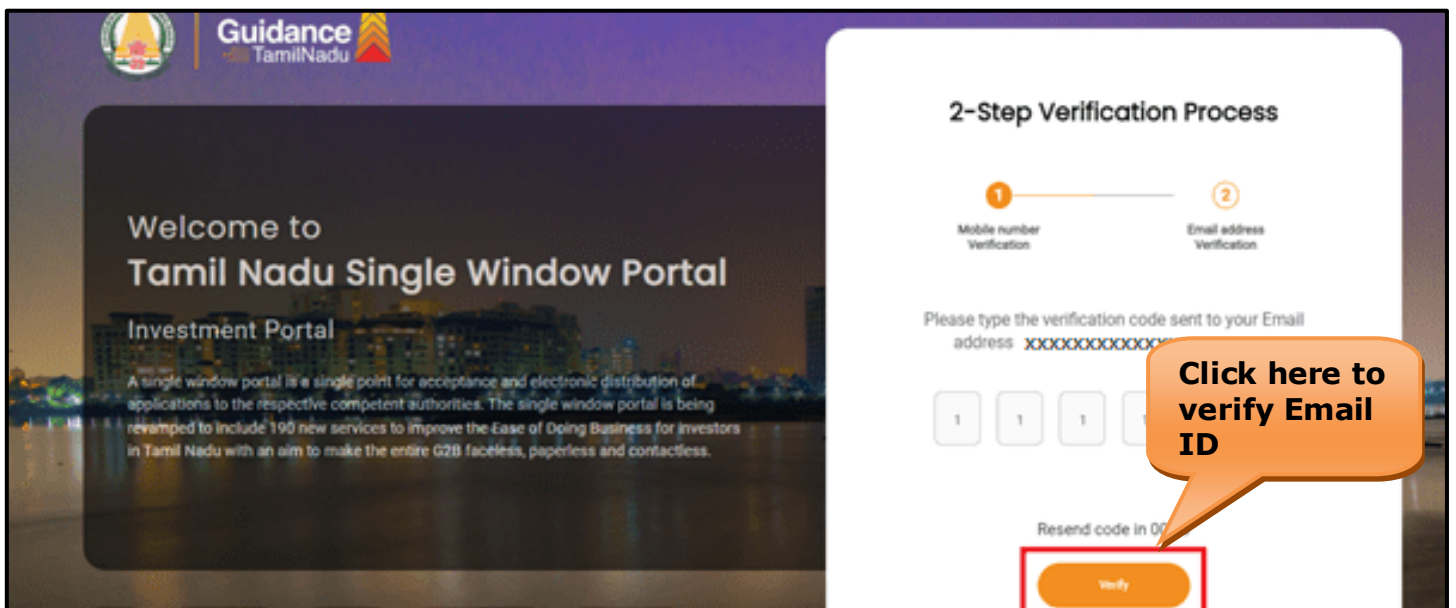 Guidance
TamilNadu
Welcome to
Tamil Nadu Single Window Portal
Investment Portal
A single window portal is a single point for acceptance and electronic distribution of
applications to the respective competent authorities. The single window portal is being
revamped to include 190 new services to improve the Ease of Doing Business for investors
in Tamil Nadu with an aim to make the entire G2B faceless, paperless and contactless.
2-Step Verification Process
1
2
Mobile number
Verification
Email address
Verification
Please type the verification code sent to your Email
address XXXXXXXXXXXXX
1 1 1 1
Click here to
verify Email
ID
Resend code in 00
Verify